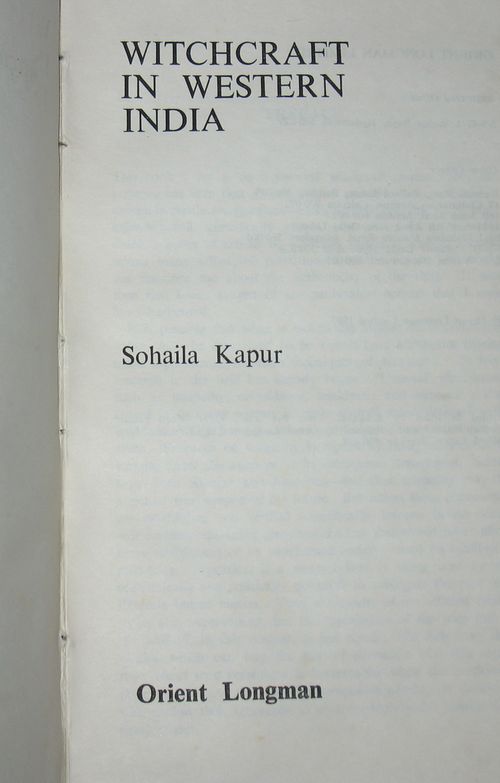 WITCHCRAFT
IN WESTERN
INDIA
Sohaila Kapur
Orient Longman